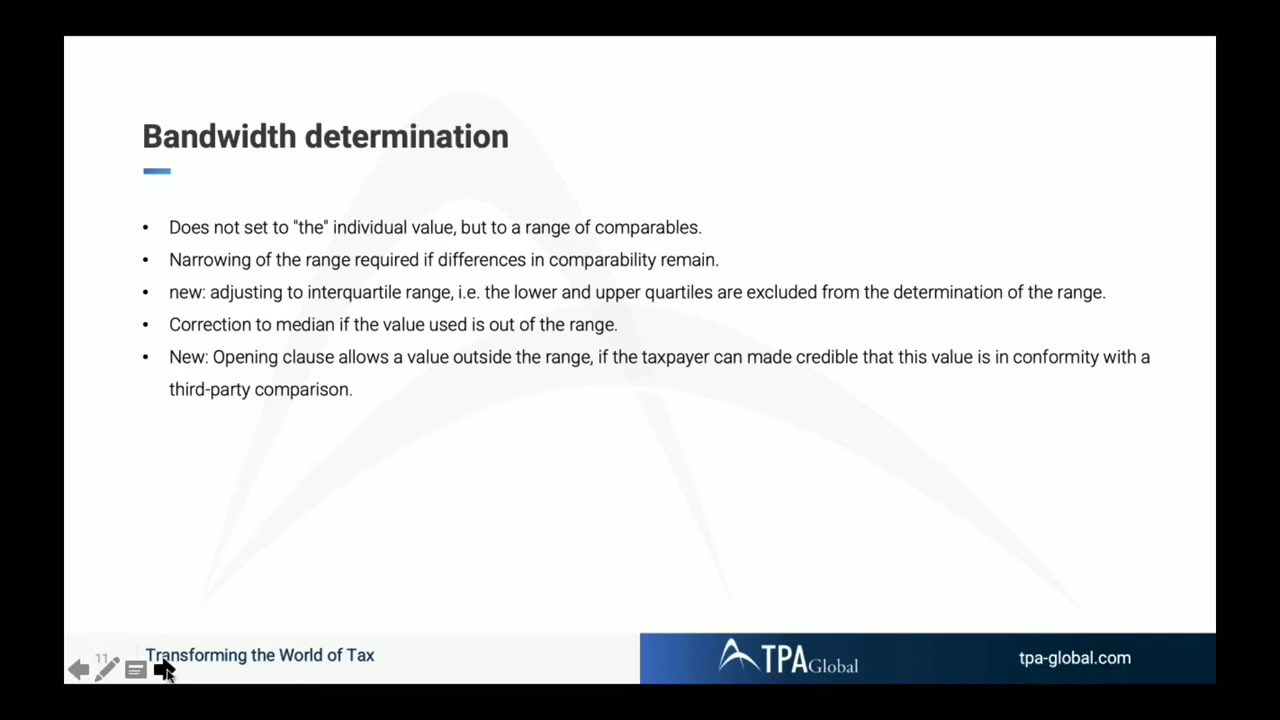 Bandwidth determination
• Does not set to "the" individual value, but to a range of comparables.
• Narrowing of the range required if differences in comparability remain.
• new: adjusting to interquartile range, i.e. the lower and upper quartiles are excluded from the determination of the range.
• Correction to median if the value used is out of the range.
• New: Opening clause allows a value outside the range, if the taxpayer can made credible that this value is in conformity with a
third-party comparison.
11
Transforming the World of Tax
TPA Global
tpa-global.com